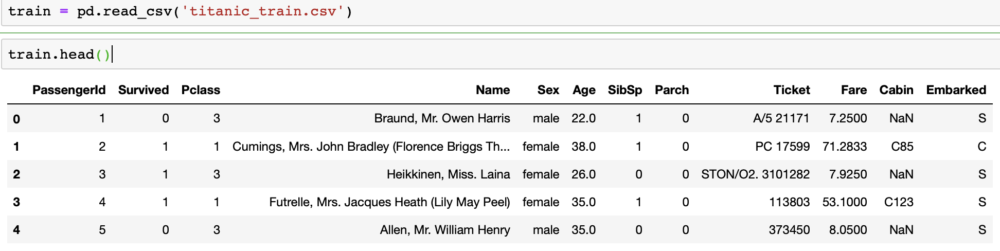 train = pd.read_csv('titanic_train.csv')
train.head()
PassengerId Survived Pclass Name Sex Age SibSp Parch Ticket Fare Cabin Embarked
0 1 0 3 Braund, Mr. Owen Harris male 22.0 1 0 A/5 21171 7.2500 NaN S
1 2 1 1 Cumings, Mrs. John Bradley (Florence Briggs Th... female 38.0 1 0 PC 17599 71.2833 C85 C
2 3 1 3 Heikkinen, Miss. Laina female 26.0 0 0 STON/O2. 3101282 7.9250 NaN S
3 4 1 1 Futrelle, Mrs. Jacques Heath (Lily May Peel) female 35.0 1 0 113803 53.1000 C123 S
4 5 0 3 Allen, Mr. William Henry male 35.0 0 0 373450 8.0500 NaN S